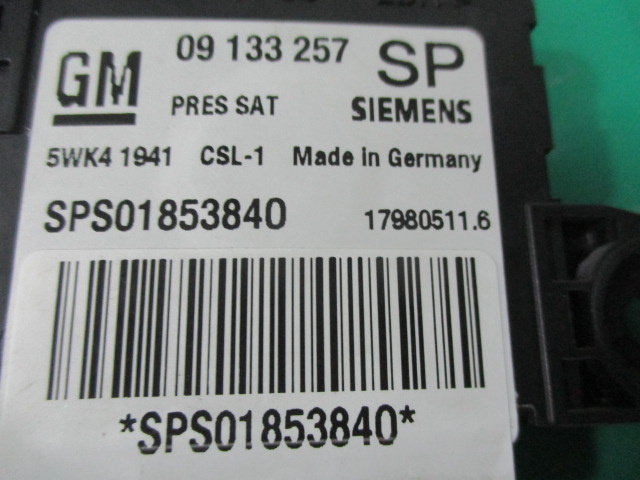 GM 09 133 257 SP
PRES SAT SIEMENS
5WK4 1941 CSL-1 Made in Germany
SPS01853840 17980511.6
*SPS01853840*